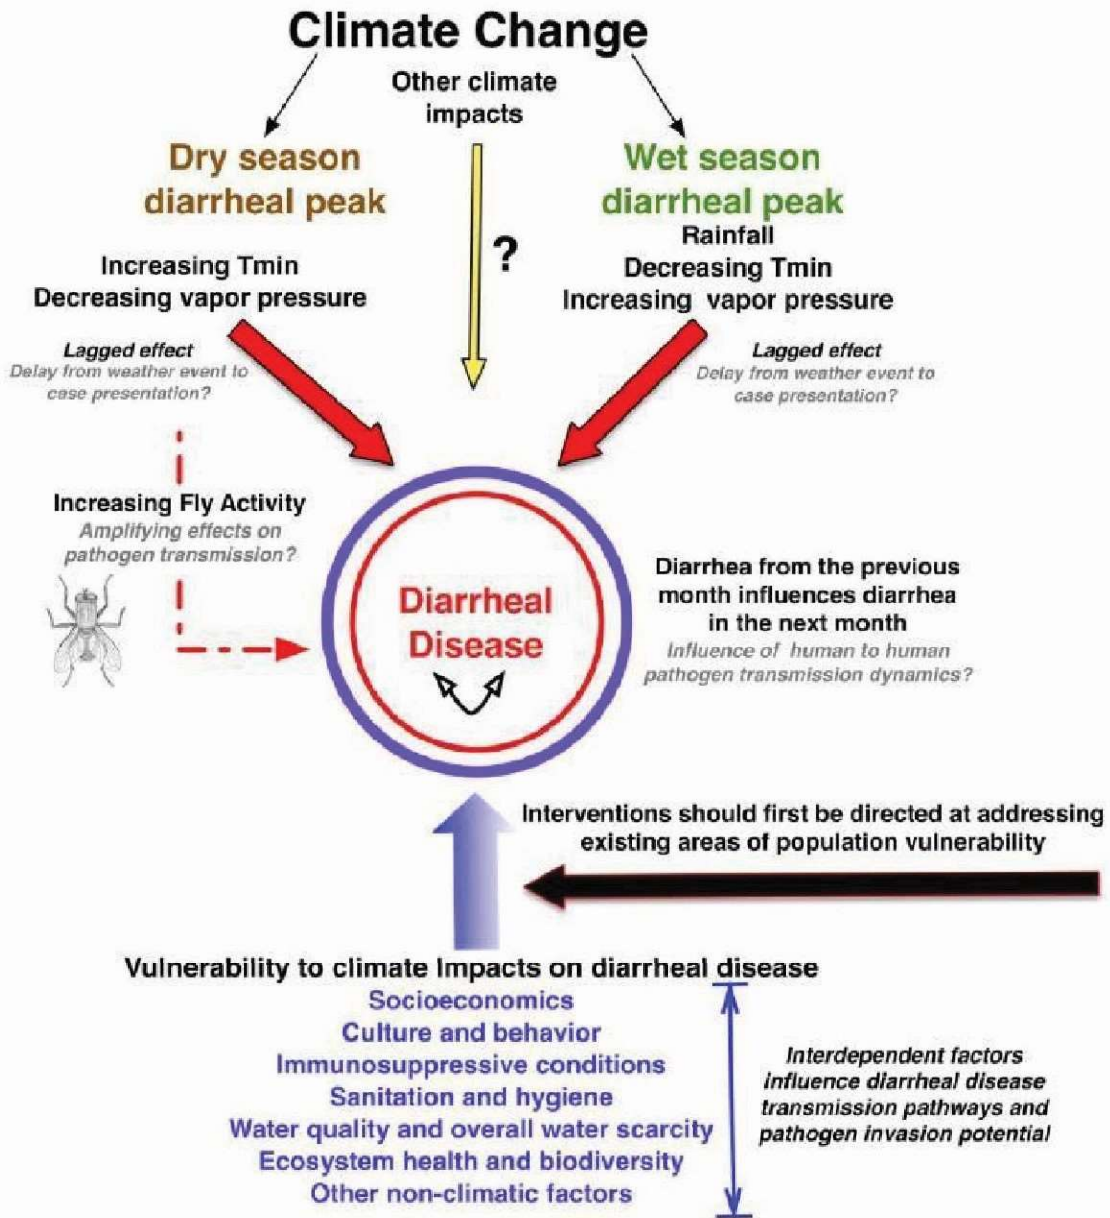 Climate Change
Other climate
impacts
Dry season
diarrheal peak
Increasing Tmin
Decreasing vapor pressure
Lagged effect
Delay from weather event to
case presentation?
?
Wet season
diarrheal peak
Rainfall
Decreasing Tmin
Increasing vapor pressure
Lagged effect
Delay from weather event to
case presentation?
Increasing Fly Activity
Amplifying effects on
pathogen transmission?
Diarrheal
Disease
Diarrhea from the previous
month influences diarrhea
in the next month
Influence of human to human
pathogen transmission dynamics?
Interventions should first be directed at addressing
existing areas of population vulnerability
Vulnerability to climate Impacts on diarrheal disease
Socioeconomics
Culture and behavior
Immunosuppressive conditions
Sanitation and hygiene
Water quality and overall water scarcity
Ecosystem health and biodiversity
Other non-climatic factors
Interdependent factors
influence diarrheal disease
transmission pathways and
pathogen invasion potential